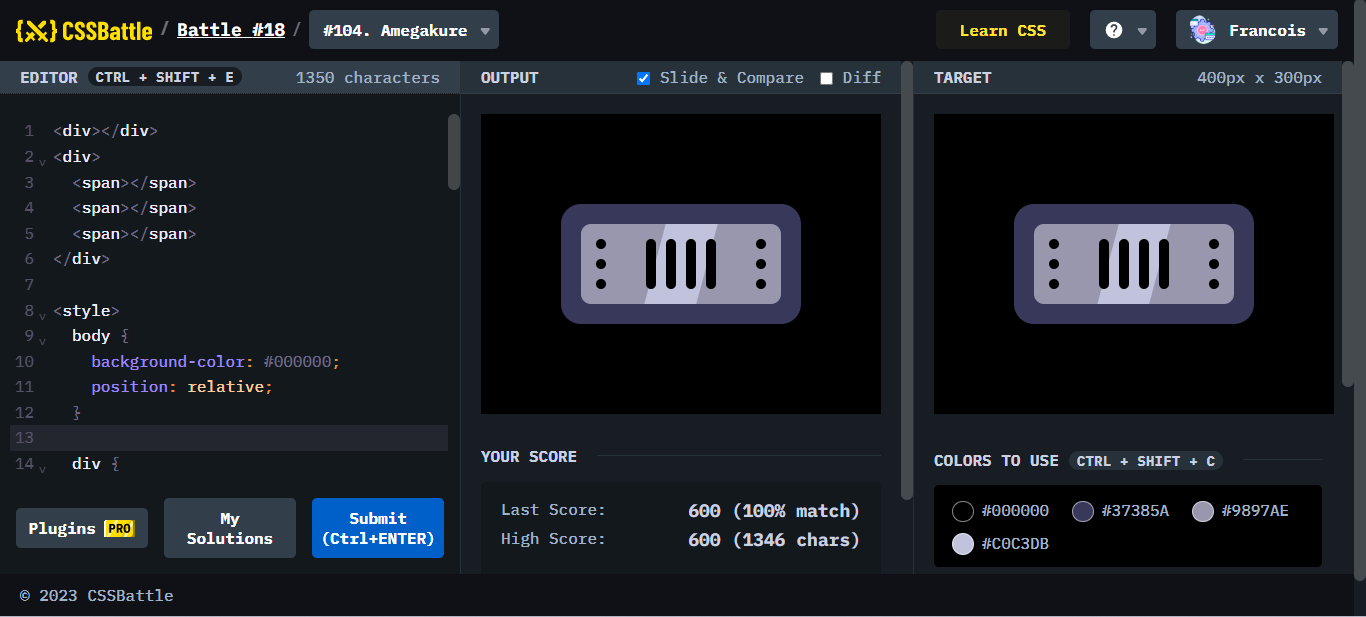 {X} CSSBattle / Battle #18 / #104. Amegakure Learn CSS ? Francois
EDITOR CTRL + SHIFT + E 1350 characters OUTPUT Slide & Compare Diff TARGET 400px x 300px
1 <div></div>
2 <div>
3 <span></span>
4 <span></span>
5 <span></span>
6 </div>
7
8 <style>
9 body {
10 background-color: #000000;
11 position: relative;
12 }
13
14 div {
Plugins PRO
My
Solutions
Submit
(Ctrl+ENTER)
YOUR SCORE
Last Score: 600 (100% match)
High Score: 600 (1346 chars)
COLORS TO USE CTRL + SHIFT + C
#000000 #37385A #9897AE
#C0C3DB
© 2023 CSSBattle